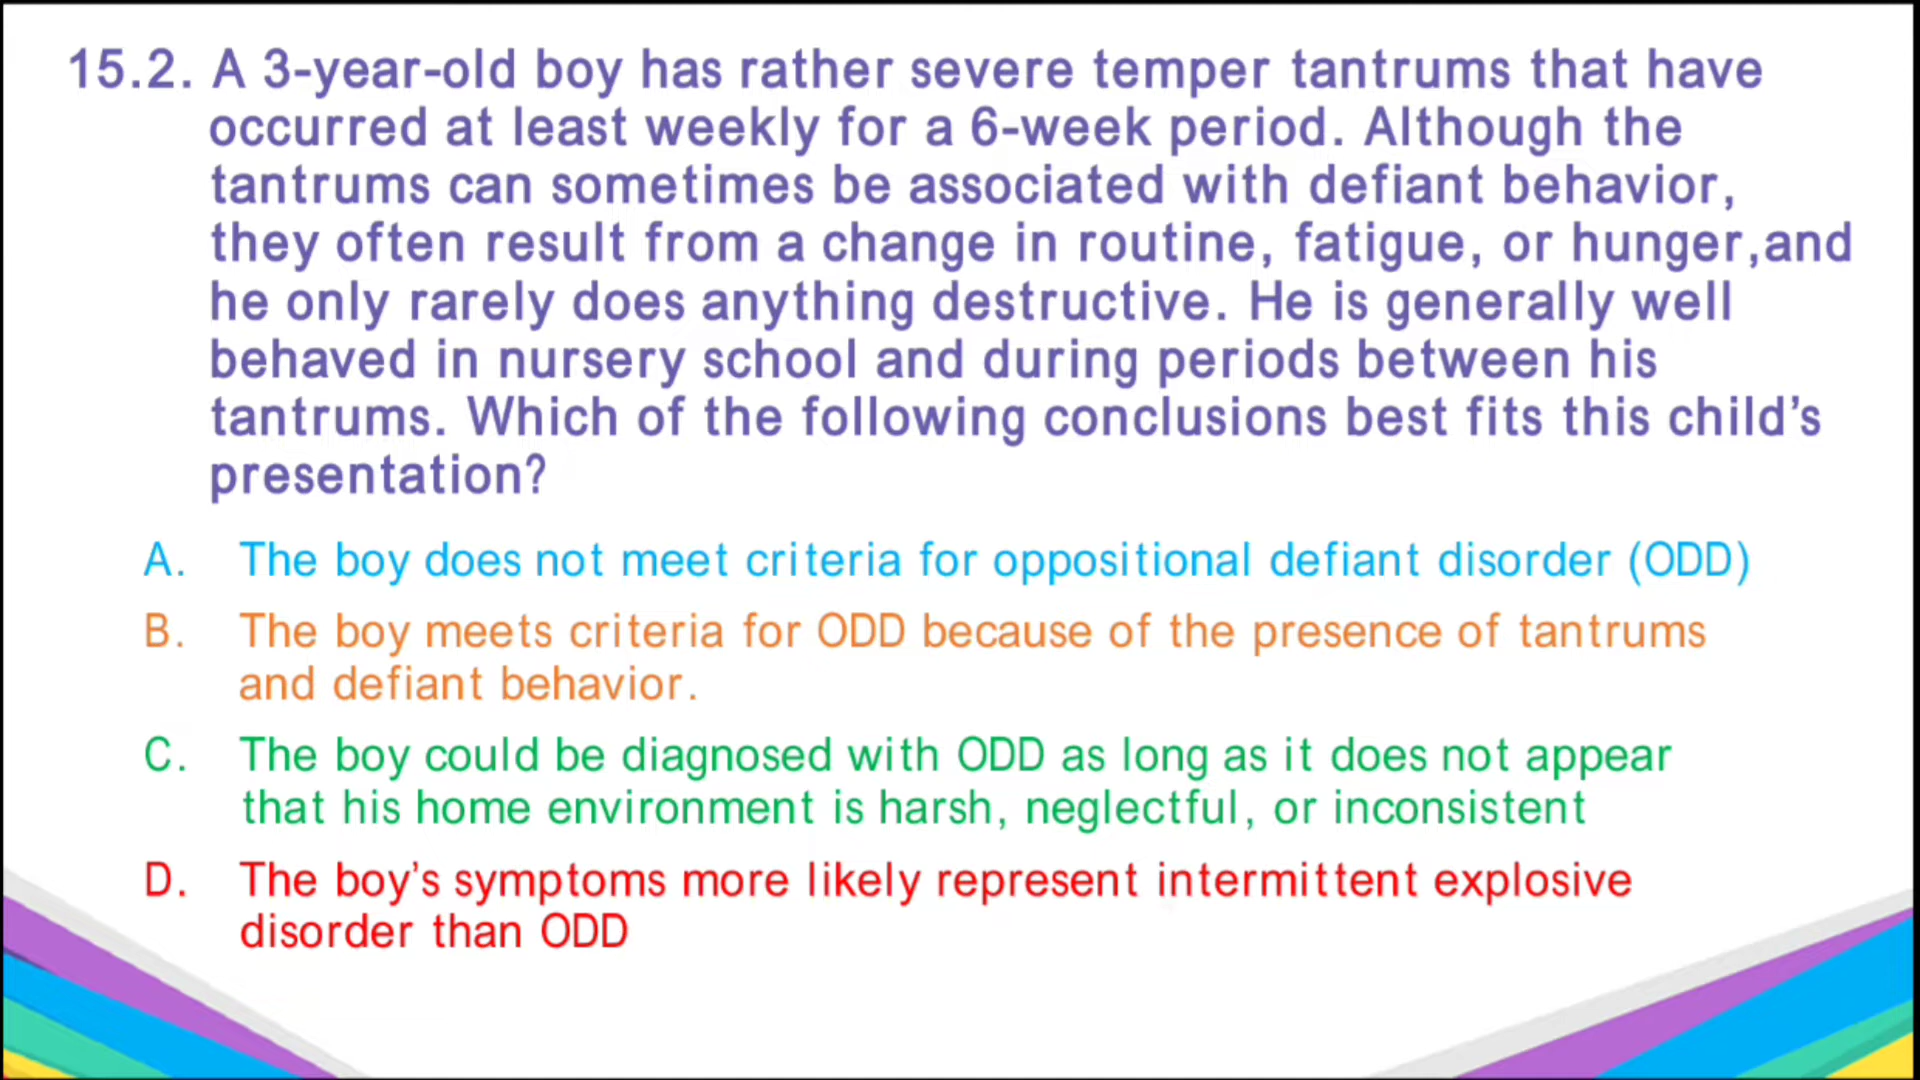 15.2. A 3-year-old boy has rather severe temper tantrums that have
occurred at least weekly for a 6-week period. Although the
tantrums can sometimes be associated with defiant behavior,
they often result from a change in routine, fatigue, or hunger,and
he only rarely does anything destructive. He is generally well
behaved in nursery school and during periods between his
tantrums. Which of the following conclusions best fits this child’s
presentation?
A. The boy does not meet criteria for oppositional defiant disorder (ODD)
B. The boy meets criteria for ODD because of the presence of tantrums
and defiant behavior.
C. The boy could be diagnosed with ODD as long as it does not appear
that his home environment is harsh, neglectful, or inconsistent
D. The boy’s symptoms more likely represent intermittent explosive
disorder than ODD